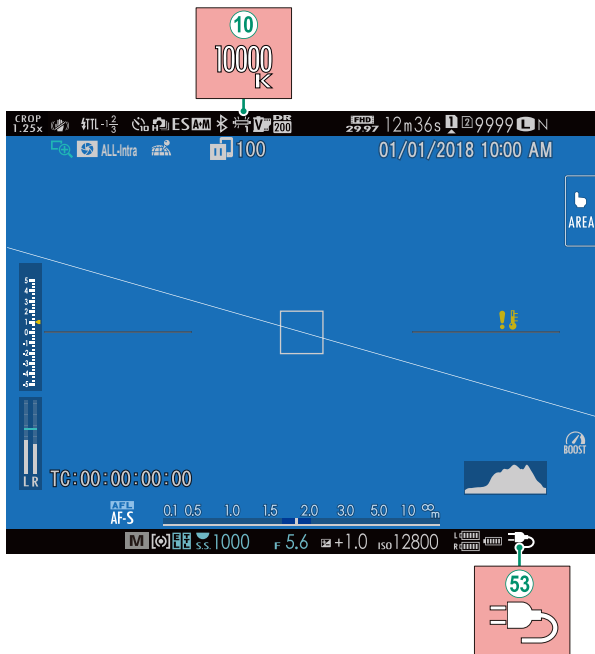 10
10000
K
CROP
1.25x
TTL -1 2/3
10
H
ES
A+M
V
DR
200
FHD
29.97
12m36s
1
2
9999
L
N
S
ALL-Intra
100
01/01/2018 10:00 AM
AREA
5
4
3
2
1
0
-1
-2
-3
-4
-5
BOOST
L R
TC:00:00:00:00
AFL
AF-S
0.1 0.5 1.0 1.5 2.0 3.0 5.0 10 ∞ m
M
S.S. 1000
F 5.6
+1.0
ISO 12800
L
R
53